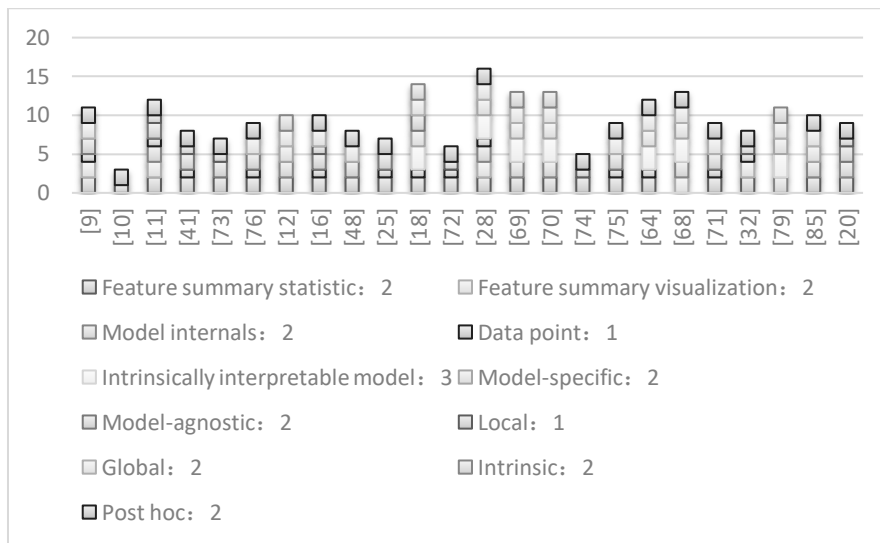 20
15
10
5
0
[9] [10] [11] [41] [73] [76] [12] [16] [48] [25] [18] [72] [28] [69] [70] [74] [75] [64] [68] [71] [32] [79] [85] [20]
Feature summary statistic：2 Feature summary visualization：2
Model internals：2 Data point：1
Intrinsically interpretable model：3 Model-specific：2
Model-agnostic：2 Local：1
Global：2 Intrinsic：2
Post hoc：2